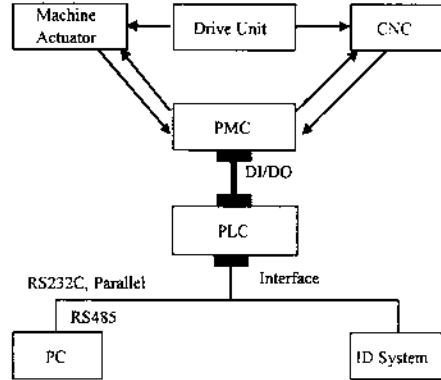 Machine
Actuator
Drive Unit
CNC
PMC
DI/DO
PLC
Interface
RS232C, Parallel
RS485
PC
ID System